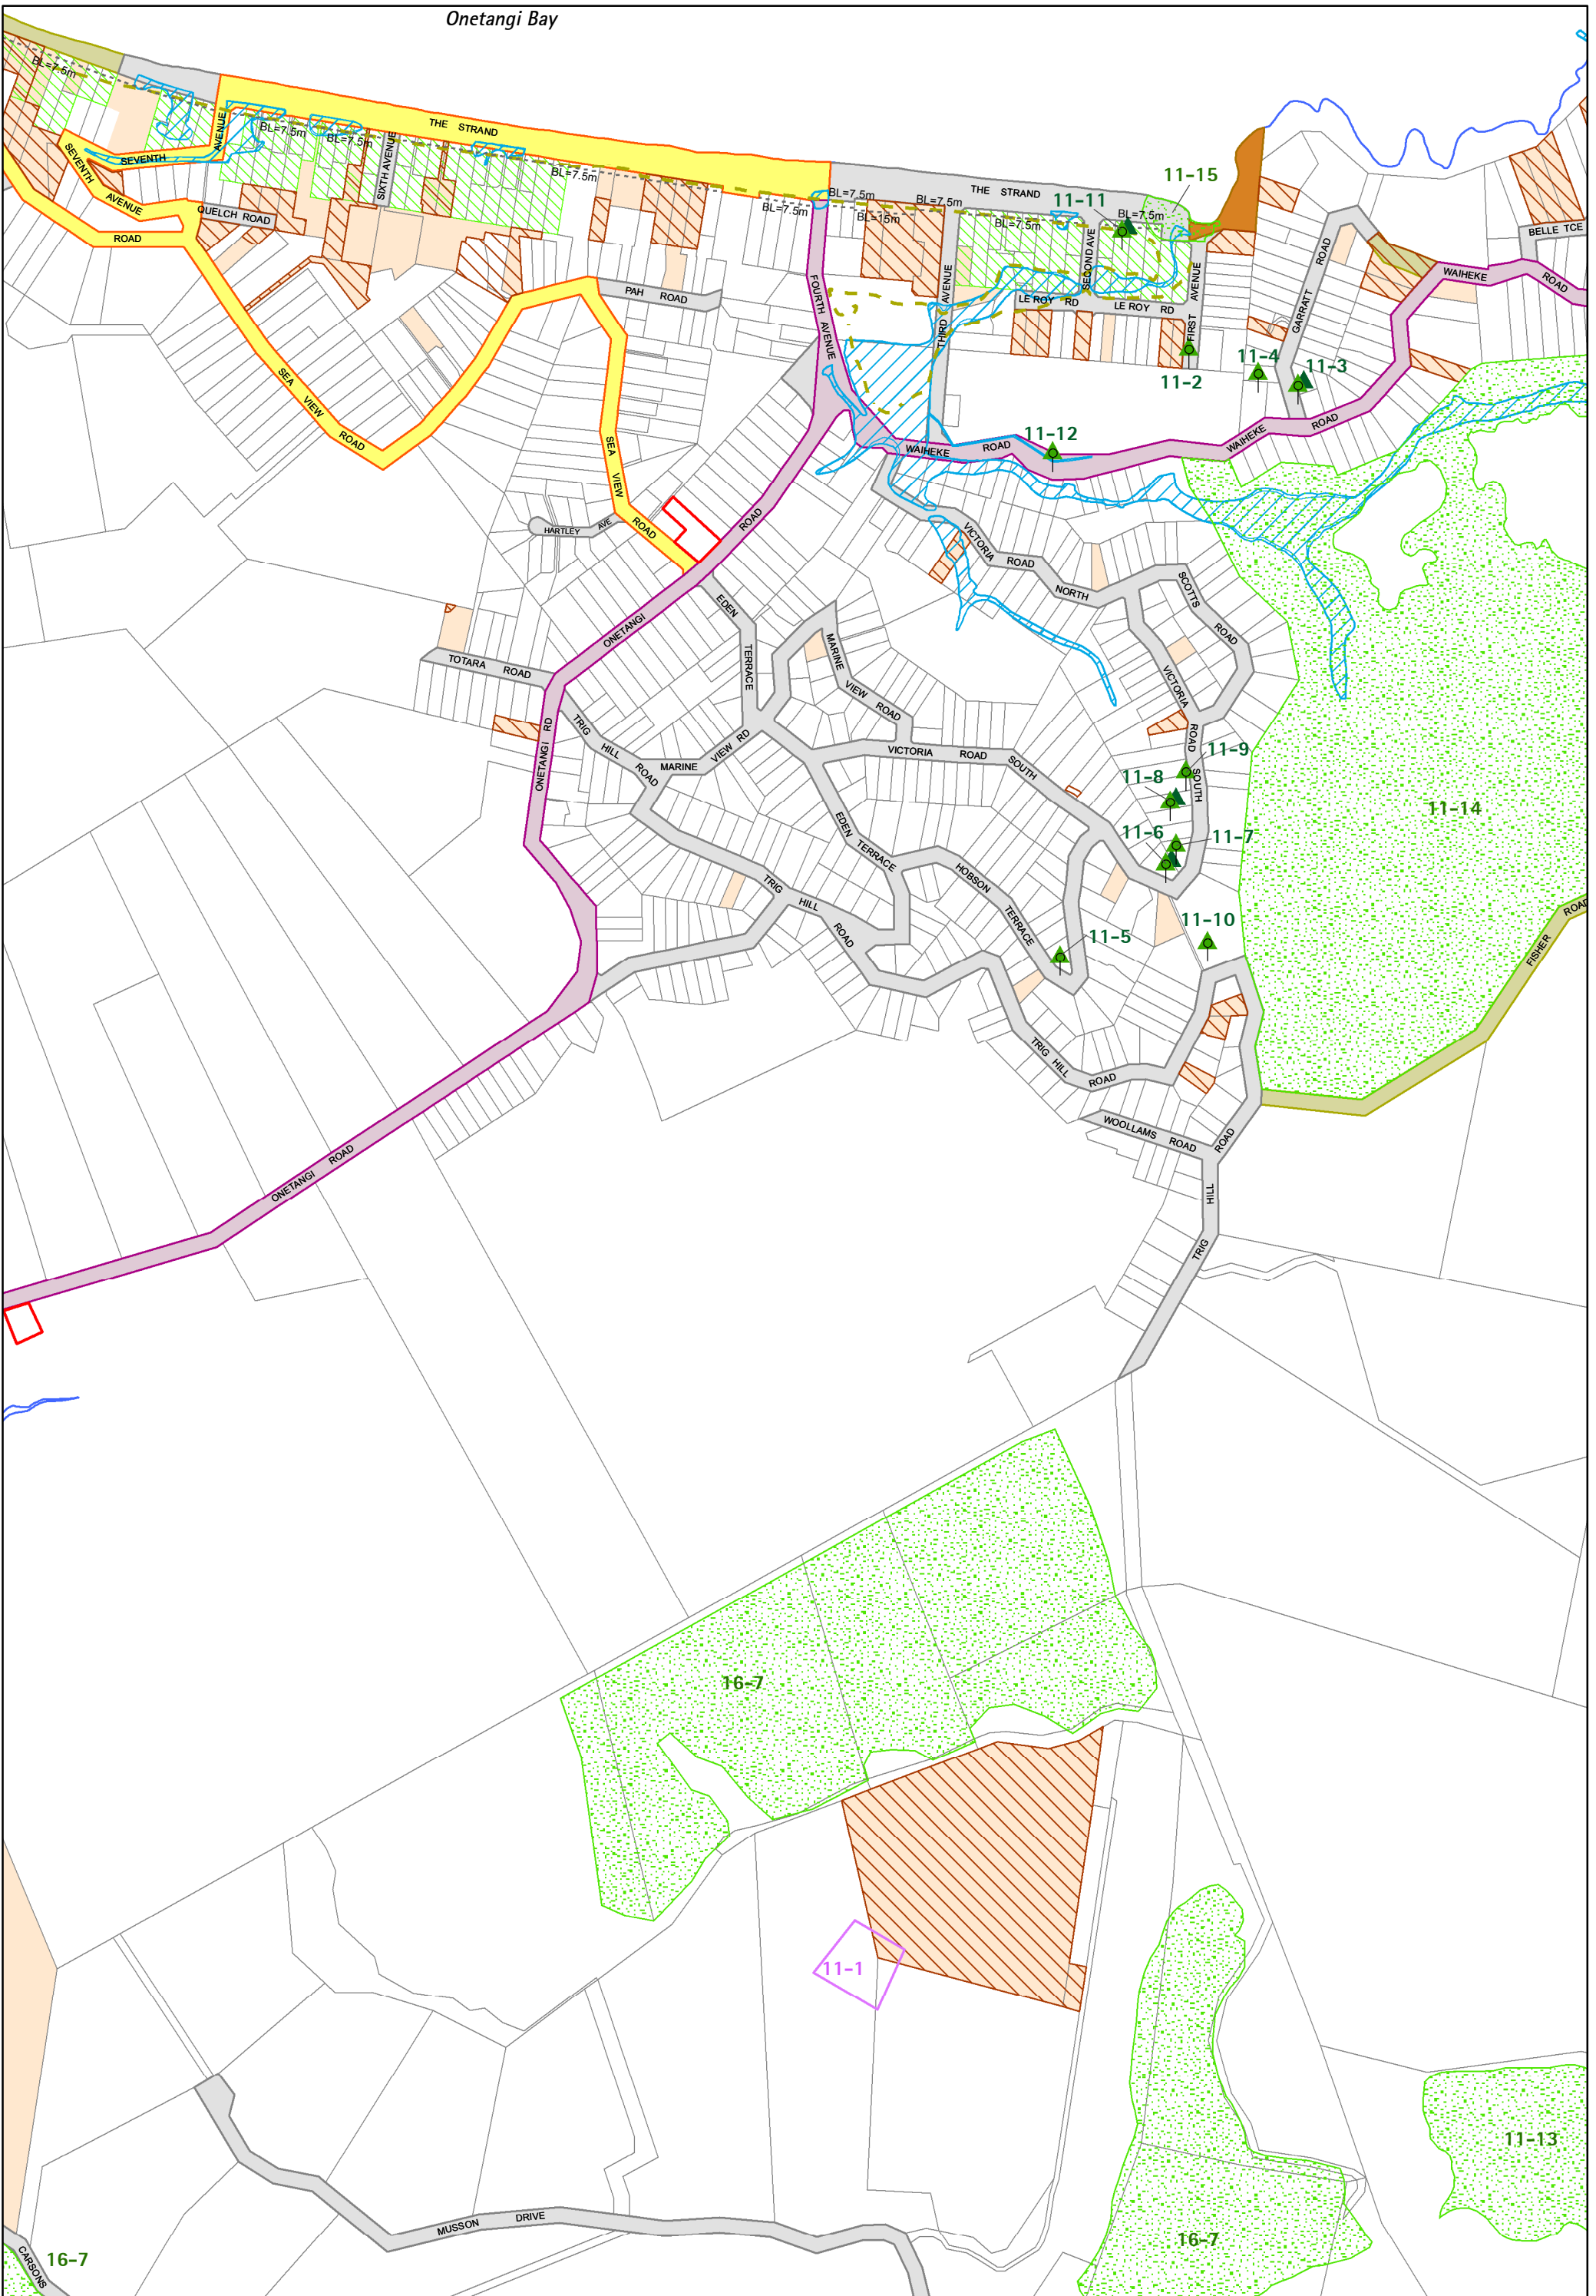 Onetangi Bay
BL=7.5m
THE STRAND
AVENUE
BL=7.5m
BL=7.5m
SEVENTH
SEVENTH
AVENUE
SIXTH AVENUE
BL=7.5m
QUELCH ROAD
ROAD
BL=7.5m
BL=7.5m
BL=15m
BL=7.5m
THE STRAND
11-11
11-15
BL=7.5m
BL=7.5m
SECOND AVE
AVENUE
THIRD
LE ROY RD
LE ROY RD
AVENUE
FIRST
ROAD
GARRATT
BELLE TCE
WAIHEKE
ROAD
PAH ROAD
FOURTH AVENUE
11-2
11-4
11-3
SEA
VIEW
ROAD
SEA
VIEW
ROAD
11-12
WAIHEKE ROAD
WAIHEKE
ROAD
HARTLEY AVE
ROAD
VICTORIA
ROAD
NORTH
SCOTTS
ROAD
EDEN
TERRACE
ONETANGI
MARINE
VIEW ROAD
TOTARA ROAD
VICTORIA
ROAD
SOUTH
ONETANGI RD
TRIG
HILL
ROAD
MARINE
VIEW RD
VICTORIA ROAD
SOUTH
11-9
11-8
11-14
11-6
11-7
EDEN
TERRACE
HOBSON
TERRACE
TRIG
HILL
ROAD
11-5
11-10
FISHER
ROAD
TRIG HILL
ROAD
WOOLLAMS ROAD
ROAD
HILL
TRIG
ONETANGI ROAD
16-7
11-1
11-13
MUSSON DRIVE
16-7
16-7
CARSONS